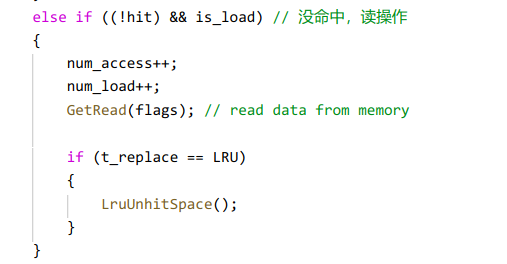 else if ((!hit) && is_load) // 没命中，读操作
{
    num_access++;
    num_load++;
    GetRead(flags); // read data from memory

    if (t_replace == LRU)
    {
        LruUnhitSpace();
    }
}